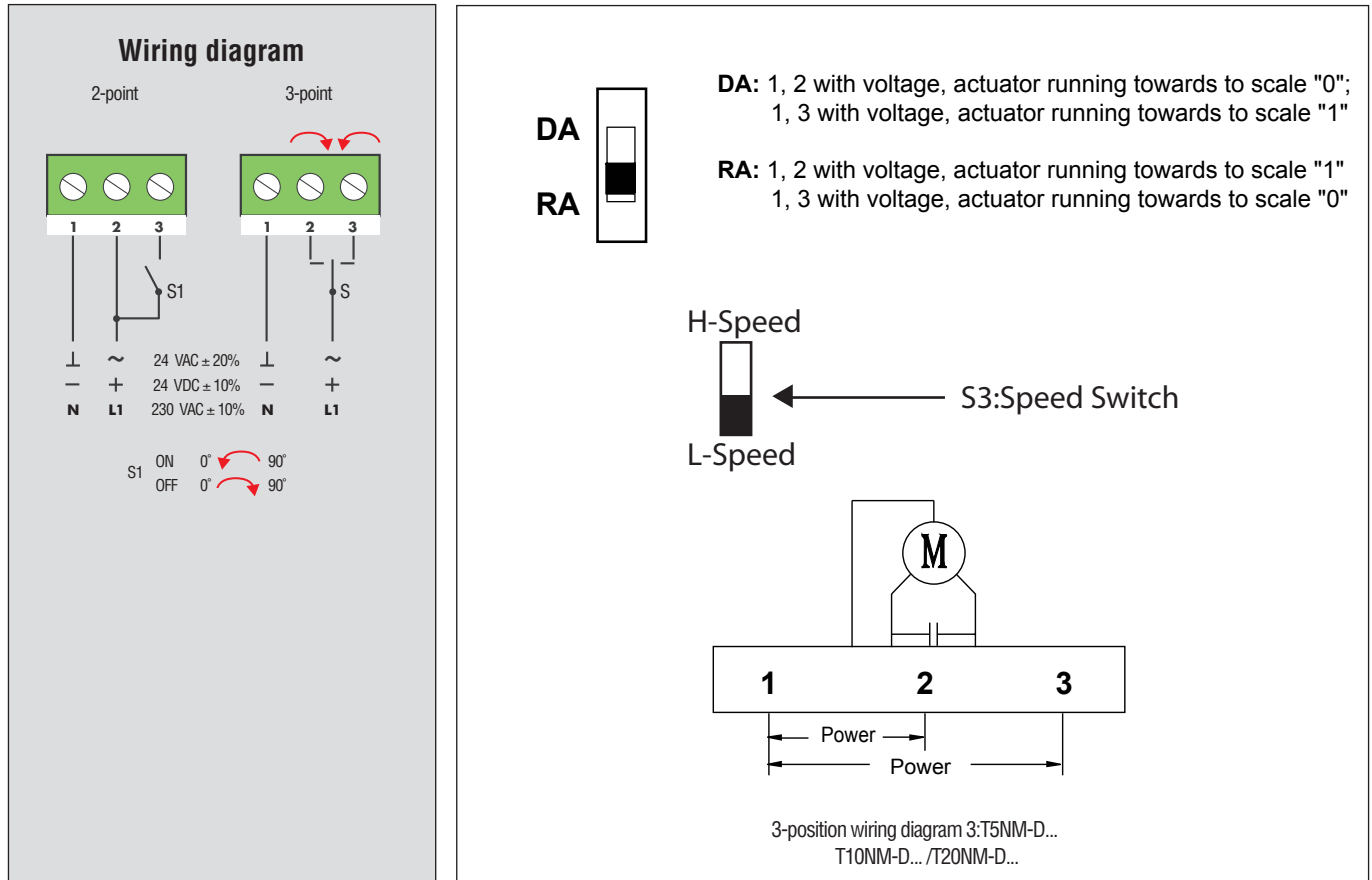 Wiring diagram
2-point
3-point
1 2 3
1 2 3
S1
S
⊥ ~ 24 VAC ± 20% ⊥ ~
− + 24 VDC ± 10% − +
N L1 230 VAC ± 10% N L1
S1
ON 0° 90°
OFF 0° 90°
DA
RA
DA: 1, 2 with voltage, actuator running towards to scale "0";
1, 3 with voltage, actuator running towards to scale "1"
RA: 1, 2 with voltage, actuator running towards to scale "1"
1, 3 with voltage, actuator running towards to scale "0"
H-Speed
S3:Speed Switch
L-Speed
M
1 2 3
Power
Power
3-position wiring diagram 3:T5NM-D...
T10NM-D... /T20NM-D...